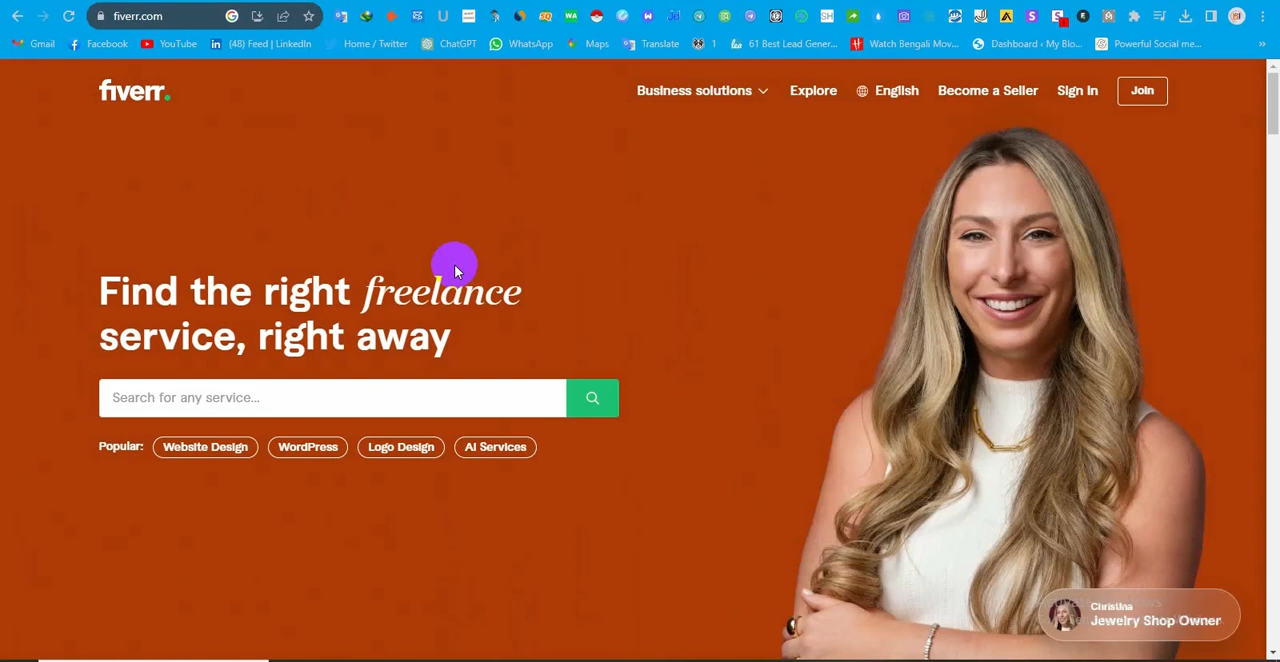 fiverr.com
Gmail
Facebook
YouTube
(48) Feed | LinkedIn
Home / Twitter
ChatGPT
WhatsApp
Maps
Translate
1
61 Best Lead Gener...
Watch Bengali Mov...
Dashboard ‹ My Blo...
Powerful Social me...
»
fiverr.
Business solutions
Explore
English
Become a Seller
Sign in
Join
Find the right freelance
service, right away
Search for any service...
Popular:
Website Design
WordPress
Logo Design
AI Services
Christina
Jewelry Shop Owner